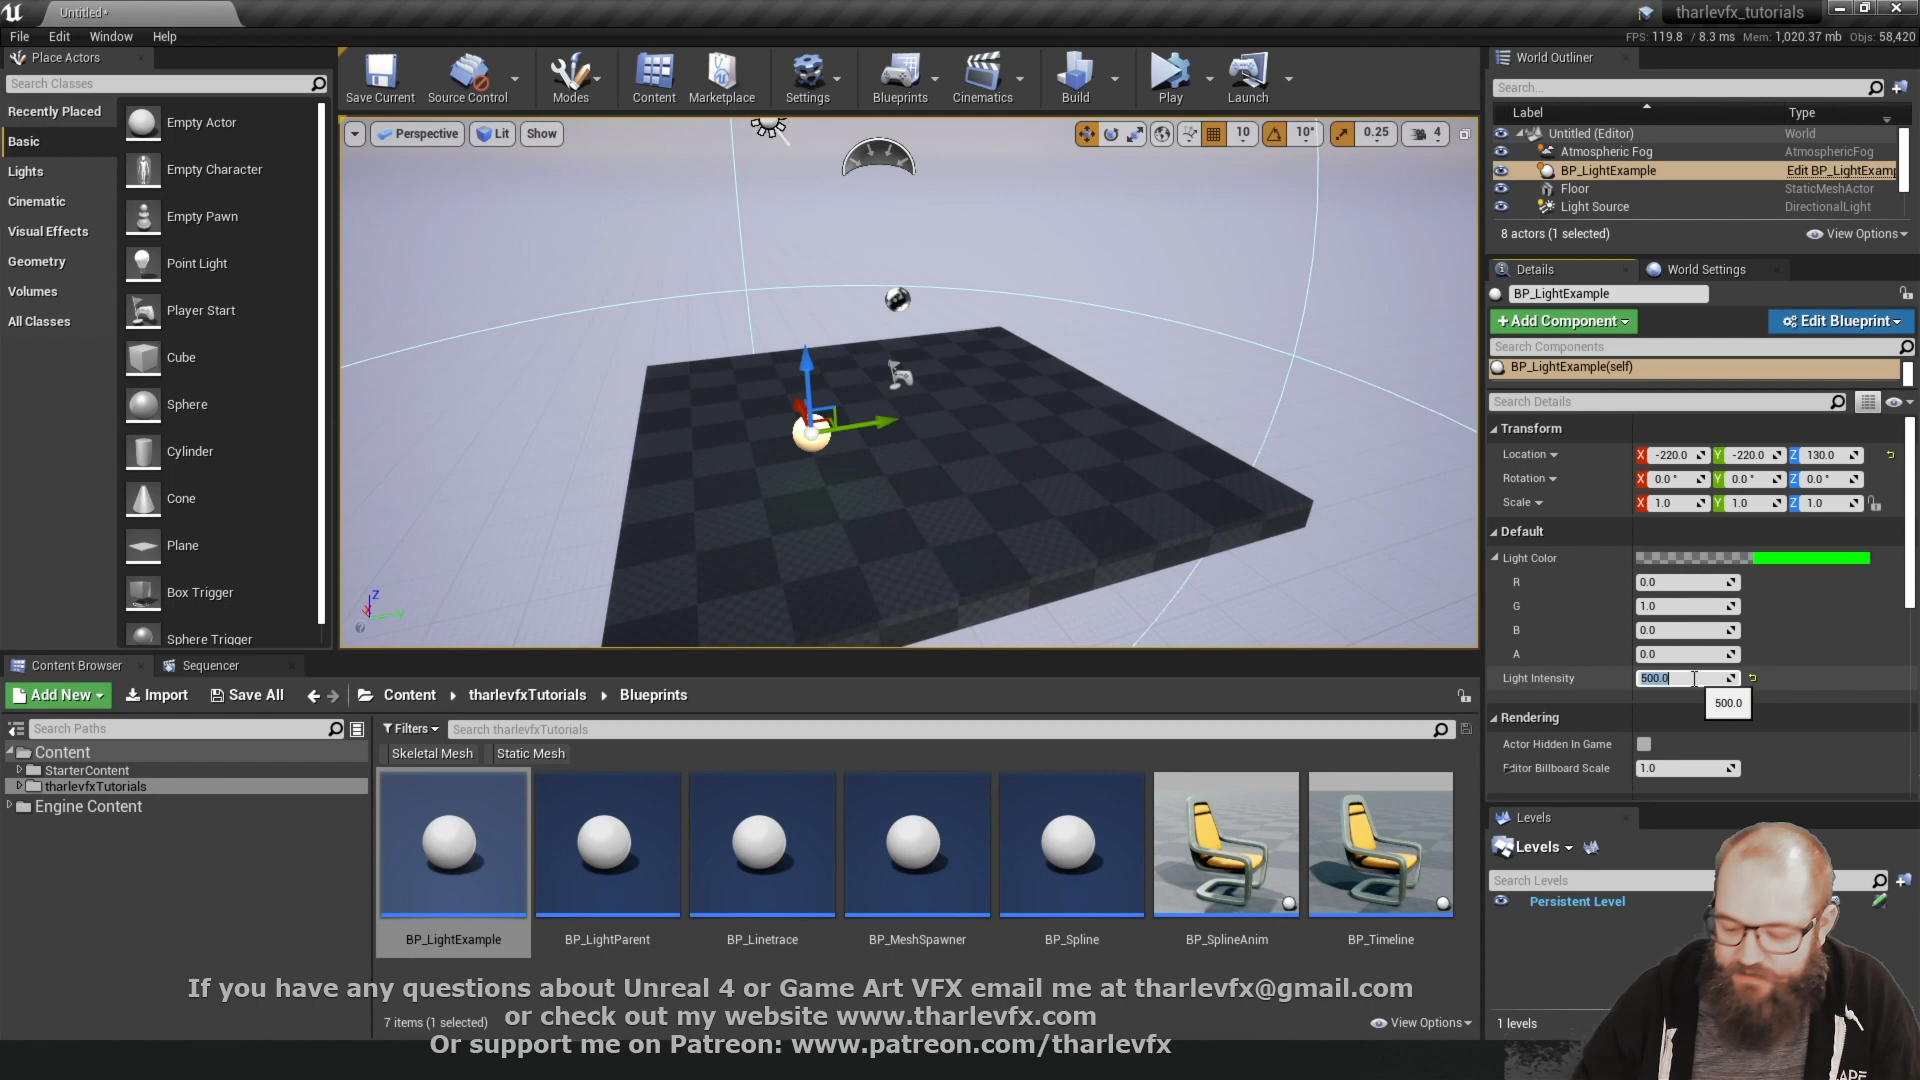 Untitled*
tharlevfx_tutorials
File Edit Window Help
FPS: 119.8 / 8.3 ms Mem: 1,020.37 mb Objs: 58,420
Place Actors
Search Classes
Recently Placed
Basic
Lights
Cinematic
Visual Effects
Geometry
Volumes
All Classes
Empty Actor
Empty Character
Empty Pawn
Point Light
Player Start
Cube
Sphere
Cylinder
Cone
Plane
Box Trigger
Sphere Trigger
Save Current Source Control Modes Content Marketplace Settings Blueprints Cinematics Build Play Launch
Perspective Lit Show
10 10° 0.25 4
Z
X
Y
World Outliner
Search...
Label Type
Untitled (Editor) World
Atmospheric Fog AtmosphericFog
BP_LightExample Edit BP_LightExamp
Floor StaticMeshActor
Light Source DirectionalLight
8 actors (1 selected) View Options
Details World Settings
BP_LightExample
+Add Component Edit Blueprint
Search Components
BP_LightExample(self)
Search Details
Transform
Location X -220.0 Y -220.0 Z 130.0
Rotation X 0.0 ° Y 0.0 ° Z 0.0 °
Scale X 1.0 Y 1.0 Z 1.0
Default
Light Color
R 0.0
G 1.0
B 0.0
A 0.0
Light Intensity 500.0
500.0
Rendering
Actor Hidden In Game
Editor Billboard Scale 1.0
Levels
Levels
Search Levels
Persistent Level
1 levels
Content Browser Sequencer
Add New Import Save All Content tharlevfxTutorials Blueprints
Search Paths
Content
StarterContent
tharlevfxTutorials
Engine Content
Filters Search tharlevfxTutorials
Skeletal Mesh Static Mesh
BP_LightExample BP_LightParent BP_Linetrace BP_MeshSpawner BP_Spline BP_SplineAnim BP_Timeline
7 items (1 selected) View Options
If you have any questions about Unreal 4 or Game Art VFX email me at tharlevfx@gmail.com
or check out my website www.tharlevfx.com
Or support me on Patreon: www.patreon.com/tharlevfx